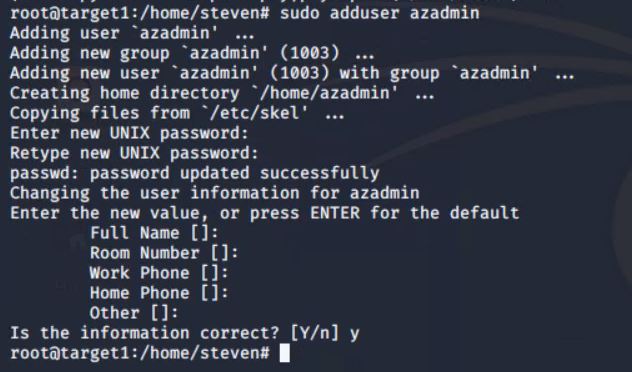 root@target1:/home/steven# sudo adduser azadmin
Adding user `azadmin' ...
Adding new group `azadmin' (1003) ...
Adding new user `azadmin' (1003) with group `azadmin' ...
Creating home directory `/home/azadmin' ...
Copying files from `/etc/skel' ...
Enter new UNIX password:
Retype new UNIX password:
passwd: password updated successfully
Changing the user information for azadmin
Enter the new value, or press ENTER for the default
Full Name []:
Room Number []:
Work Phone []:
Home Phone []:
Other []:
Is the information correct? [Y/n] y
root@target1:/home/steven#